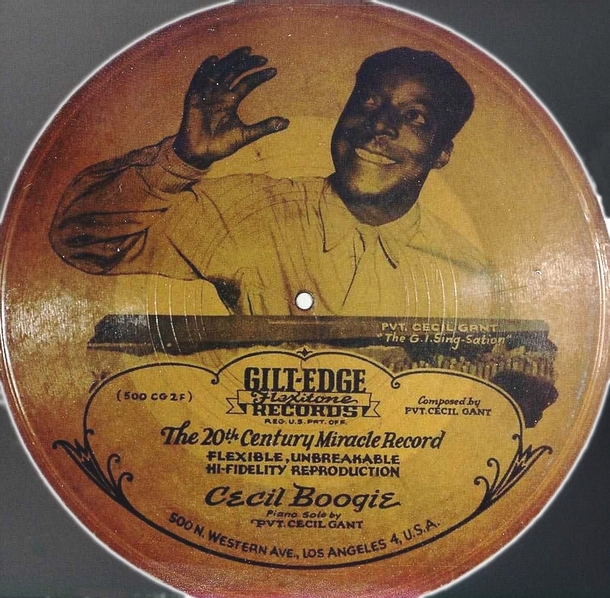 PVT. CECIL GANT
"The G.I. Sing-Sation"
GILT-EDGE
Flexitone
RECORDS
REG. U.S. PAT. OFF.
(500 CG 2F)
Composed by
PVT. CECIL GANT
The 20th Century Miracle Record
FLEXIBLE, UNBREAKABLE
HI-FIDELITY REPRODUCTION
Cecil Boogie
Piano Solo by
PVT. CECIL GANT
500 N. WESTERN AVE., LOS ANGELES 4, U.S.A.